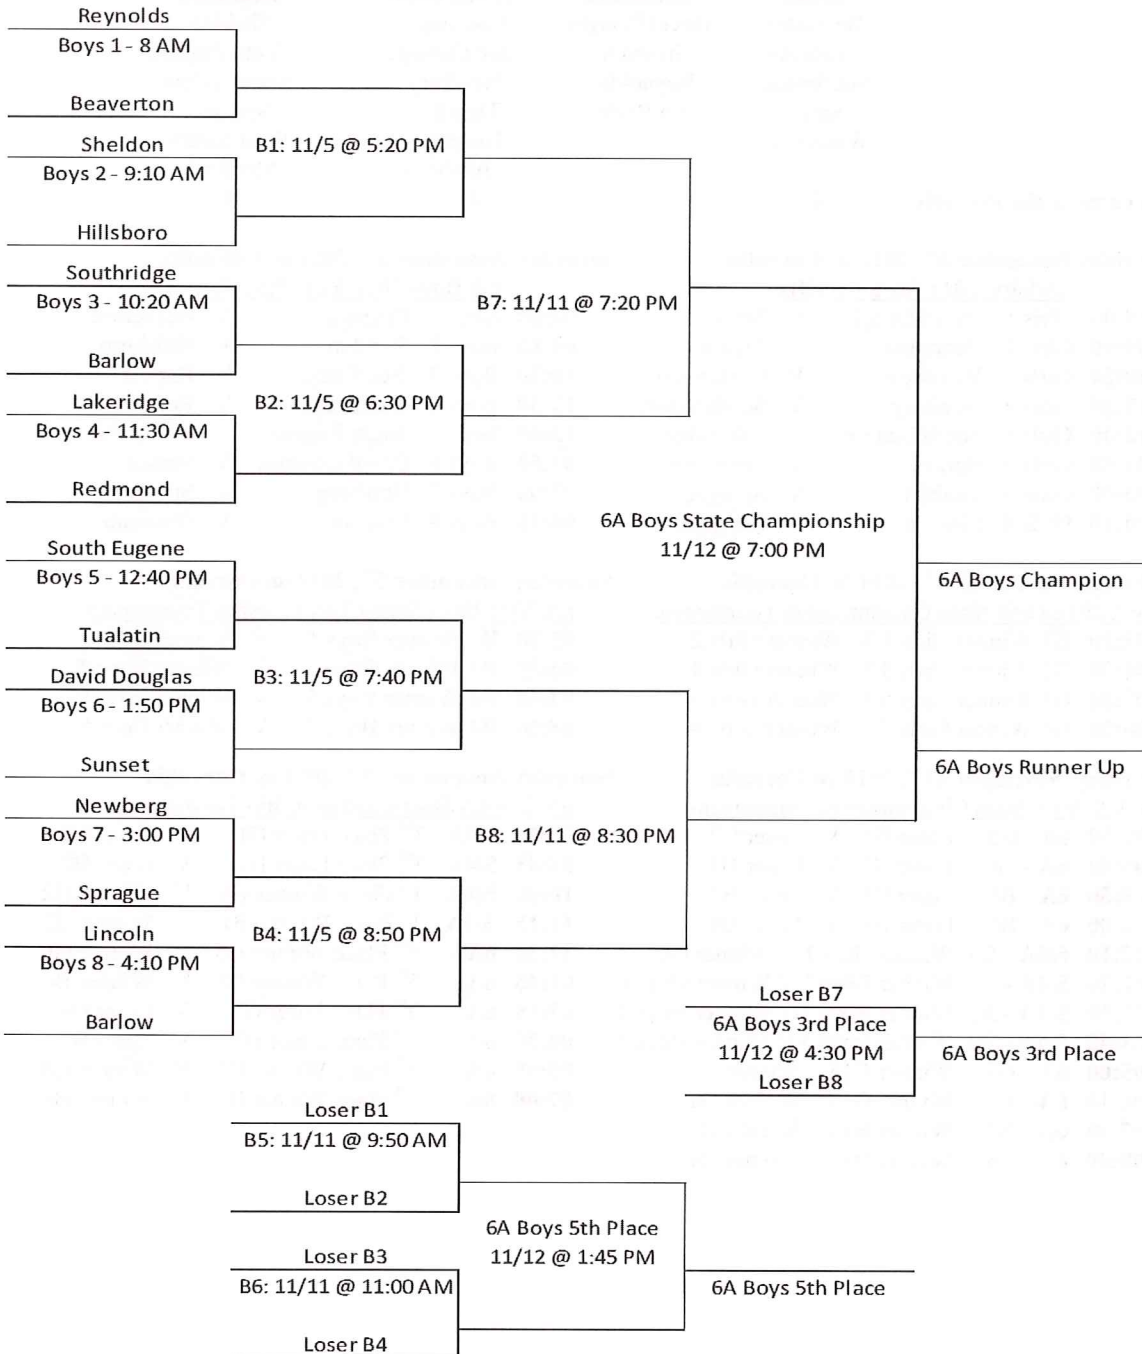 Reynolds
Boys 1 - 8 AM
Beaverton
Sheldon
B1: 11/5 @ 5:20 PM
Boys 2 - 9:10 AM
Hillsboro
Southridge
Boys 3 - 10:20 AM
B7: 11/11 @ 7:20 PM
Barlow
Lakeridge
B2: 11/5 @ 6:30 PM
Boys 4 - 11:30 AM
Redmond
6A Boys State Championship
11/12 @ 7:00 PM
South Eugene
Boys 5 - 12:40 PM
6A Boys Champion
Tualatin
David Douglas
B3: 11/5 @ 7:40 PM
Boys 6 - 1:50 PM
Sunset
6A Boys Runner Up
Newberg
Boys 7 - 3:00 PM
B8: 11/11 @ 8:30 PM
Sprague
Lincoln
B4: 11/5 @ 8:50 PM
Boys 8 - 4:10 PM
Barlow
Loser B7
6A Boys 3rd Place
11/12 @ 4:30 PM
6A Boys 3rd Place
Loser B8
Loser B1
B5: 11/11 @ 9:50 AM
Loser B2
6A Boys 5th Place
11/12 @ 1:45 PM
Loser B3
B6: 11/11 @ 11:00 AM
6A Boys 5th Place
Loser B4